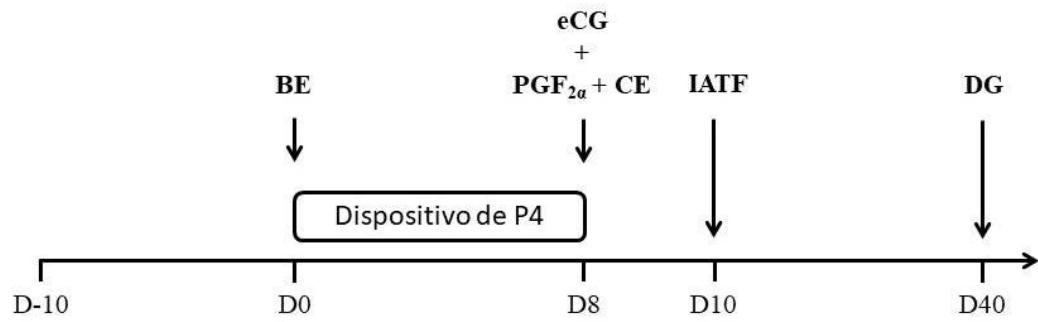 eCG
+
BE PGF2α + CE IATF DG
Dispositivo de P4
D-10 D0 D8 D10 D40